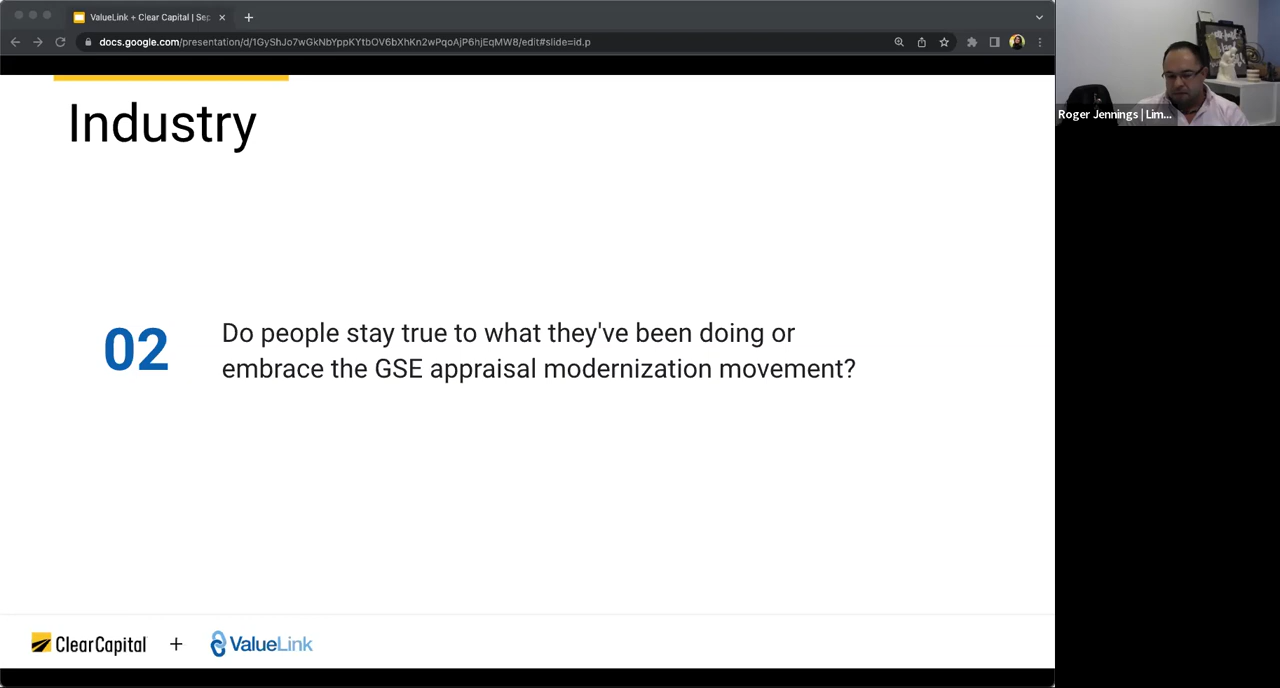 ValueLink + Clear Capital | Sep
docs.google.com/presentation/d/1GyShJo7wGkNbYppKYtbOV6bXhKn2wPqoAjP6hjEqMW8/edit#slide=id.p
Roger Jennings | Lim...
Industry
02
Do people stay true to what they've been doing or
embrace the GSE appraisal modernization movement?
ClearCapital + ValueLink